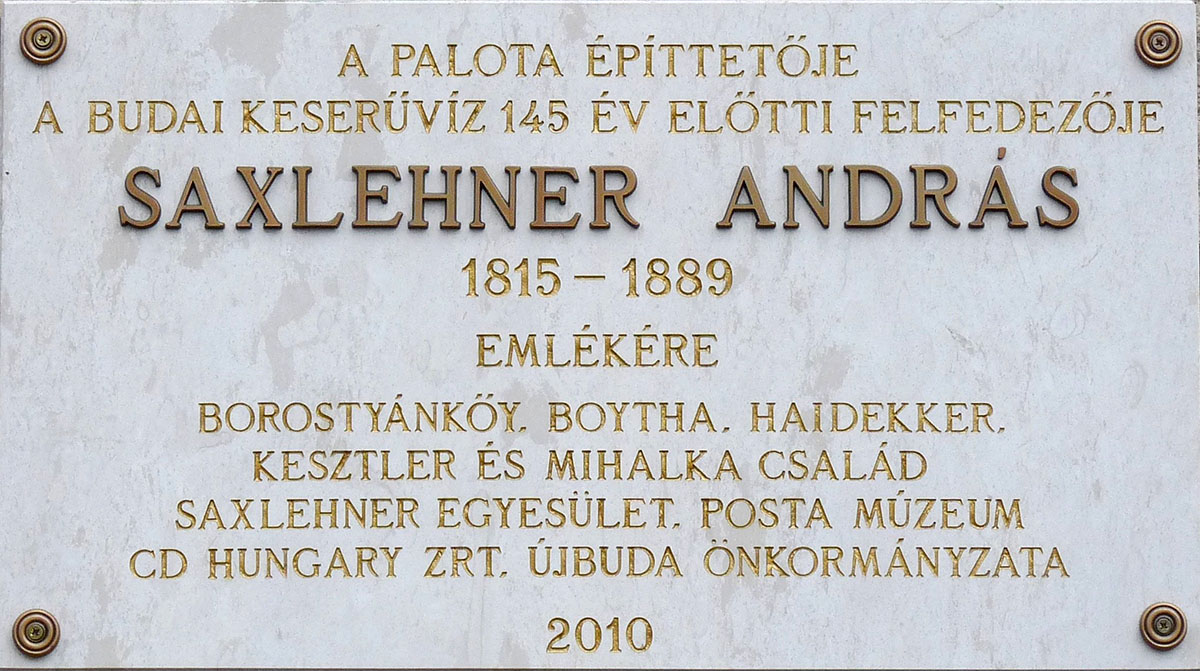 A PALOTA ÉPÍTTETŐJE
A BUDAI KESERŰVÍZ 145 ÉV ELŐTTI FELFEDEZŐJE
SAXLEHNER ANDRÁS
1815 – 1889
EMLÉKÉRE
BOROSTYÁNKŐY, BOYTHA, HAIDEKKER,
KESZTLER ÉS MIHALKA CSALÁD
SAXLEHNER EGYESÜLET, POSTA MÚZEUM
CD HUNGARY ZRT, ÚJBUDA ÖNKORMÁNYZATA
2010